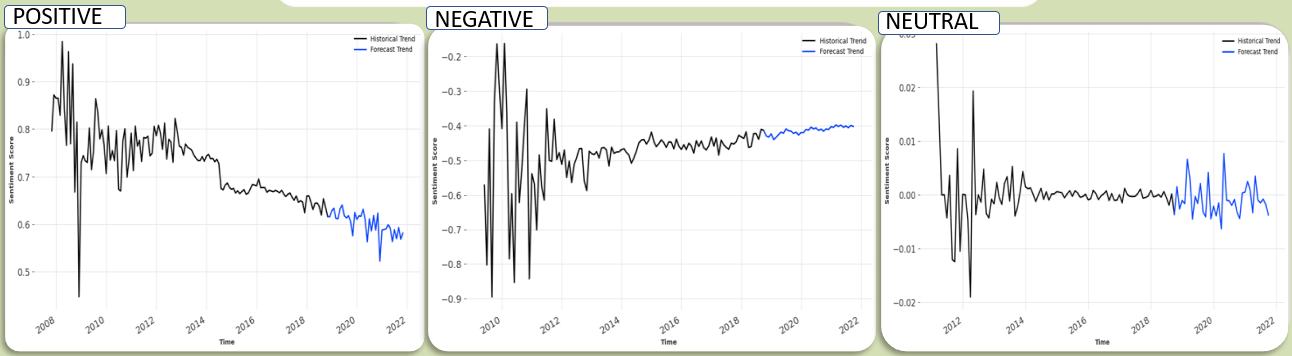 POSITIVE
Historical Trend
Forecast Trend
1.0
0.9
0.8
0.7
0.6
0.5
Sentiment Score
2008
2010
2012
2014
2016
2018
2020
2022
Time
NEGATIVE
Historical Trend
Forecast Trend
−0.2
−0.3
−0.4
−0.5
−0.6
−0.7
−0.8
−0.9
Sentiment Score
2010
2012
2014
2016
2018
2020
2022
Time
NEUTRAL
Historical Trend
Forecast Trend
0.02
0.01
0.00
−0.01
−0.02
Sentiment Score
2012
2014
2016
2018
2020
2022
Time